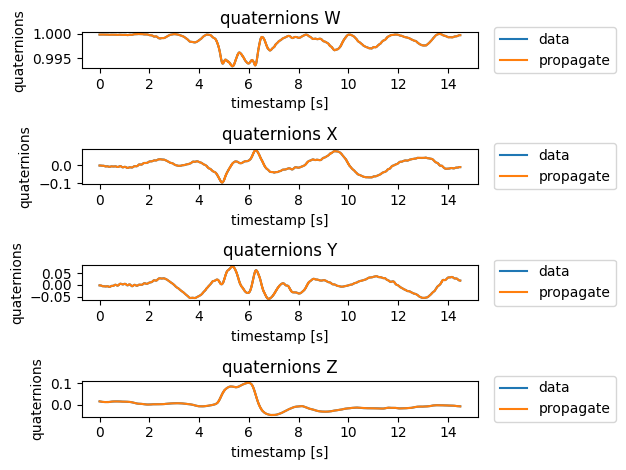 quaternions W
quaternions
1.000
0.995
0 2 4 6 8 10 12 14
timestamp [s]
data
propagate
quaternions X
quaternions
0.0
−0.1
0 2 4 6 8 10 12 14
timestamp [s]
data
propagate
quaternions Y
quaternions
0.05
0.00
−0.05
0 2 4 6 8 10 12 14
timestamp [s]
data
propagate
quaternions Z
quaternions
0.1
0.0
0 2 4 6 8 10 12 14
timestamp [s]
data
propagate